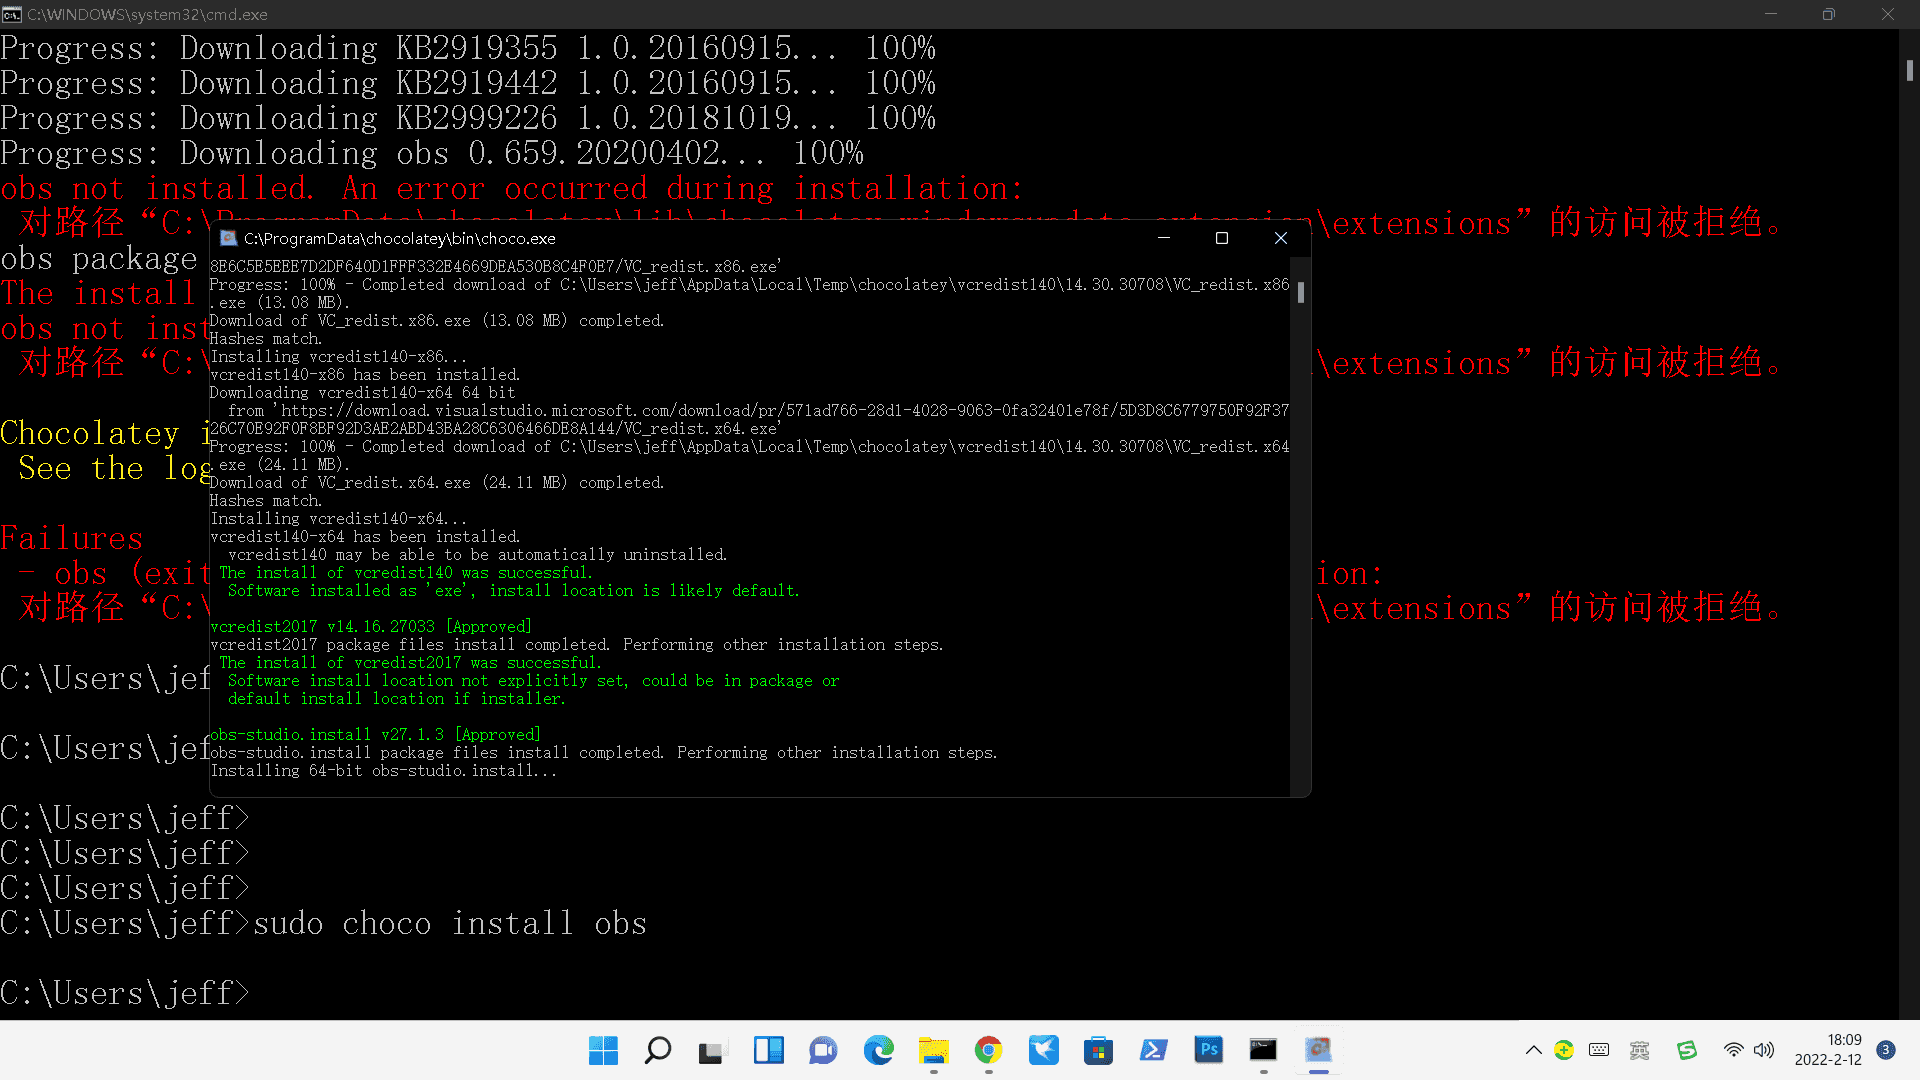 C:\WINDOWS\system32\cmd.exe
Progress: Downloading KB2919355 1.0.20160915... 100%
Progress: Downloading KB2919442 1.0.20160915... 100%
Progress: Downloading KB2999226 1.0.20181019... 100%
Progress: Downloading obs 0.659.20200402... 100%
obs not installed. An error occurred during installation:
对路径“C:\ProgramData\chocolatey\lib\chocolatey-windowsupdate.extension\extensions”的访问被拒绝。
obs package
The install
obs not inst
对路径“C:\
\extensions”的访问被拒绝。
Chocolatey i
See the log
Failures
- obs (exit
ion:
对路径“C:\
\extensions”的访问被拒绝。
C:\Users\jef
C:\Users\jef
C:\Users\jeff>
C:\Users\jeff>
C:\Users\jeff>
C:\Users\jeff>sudo choco install obs
C:\Users\jeff>
C:\ProgramData\chocolatey\bin\choco.exe
8E6C5E5EEE7D2DF640D1FFF332E4669DEA530B8C4F0E7/VC_redist.x86.exe'
Progress: 100% - Completed download of C:\Users\jeff\AppData\Local\Temp\chocolatey\vcredist140\14.30.30708\VC_redist.x86
.exe (13.08 MB).
Download of VC_redist.x86.exe (13.08 MB) completed.
Hashes match.
Installing vcredist140-x86...
vcredist140-x86 has been installed.
Downloading vcredist140-x64 64 bit
from 'https://download.visualstudio.microsoft.com/download/pr/571ad766-28d1-4028-9063-0fa32401e78f/5D3D8C6779750F92F37
26C70E92F0F8BF92D3AE2ABD43BA28C6306466DE8A144/VC_redist.x64.exe'
Progress: 100% - Completed download of C:\Users\jeff\AppData\Local\Temp\chocolatey\vcredist140\14.30.30708\VC_redist.x64
.exe (24.11 MB).
Download of VC_redist.x64.exe (24.11 MB) completed.
Hashes match.
Installing vcredist140-x64...
vcredist140-x64 has been installed.
vcredist140 may be able to be automatically uninstalled.
The install of vcredist140 was successful.
Software installed as 'exe', install location is likely default.
vcredist2017 v14.16.27033 [Approved]
vcredist2017 package files install completed. Performing other installation steps.
The install of vcredist2017 was successful.
Software install location not explicitly set, could be in package or
default install location if installer.
obs-studio.install v27.1.3 [Approved]
obs-studio.install package files install completed. Performing other installation steps.
Installing 64-bit obs-studio.install...
Ps
英
18:09
2022-2-12
3